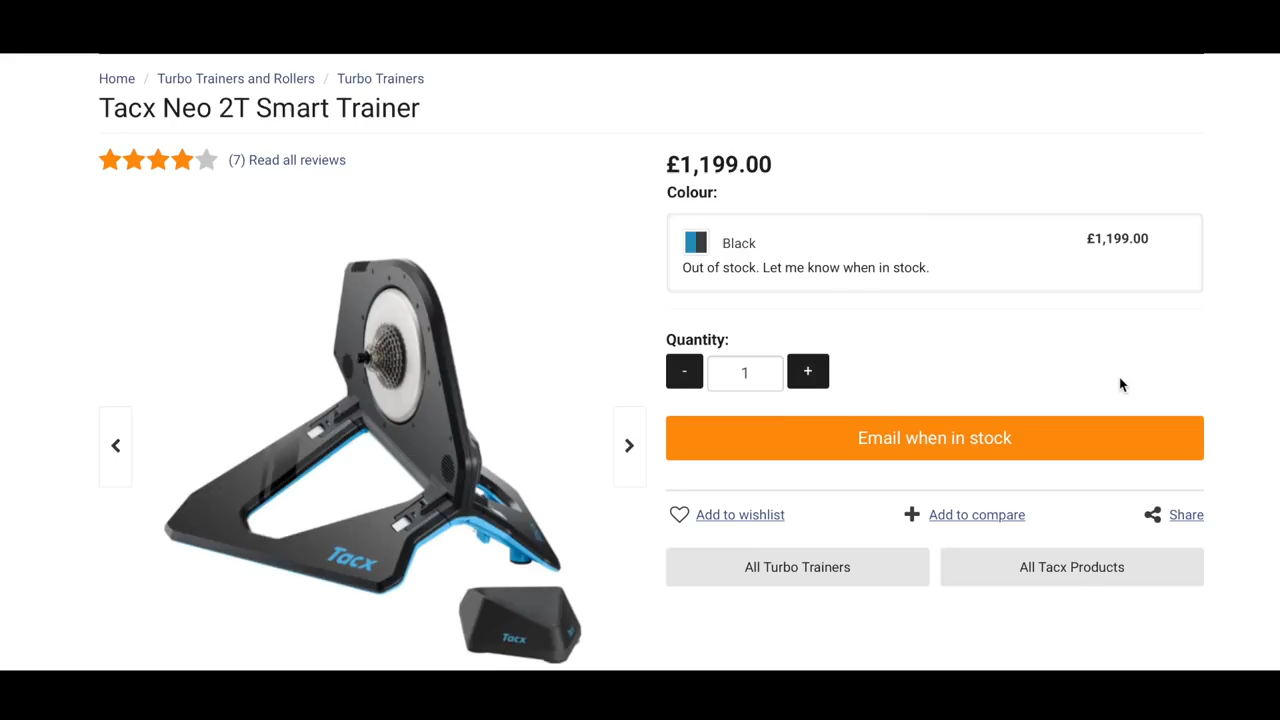 Home / Turbo Trainers and Rollers / Turbo Trainers
Tacx Neo 2T Smart Trainer
(7) Read all reviews
£1,199.00
Colour:
Black £1,199.00
Out of stock. Let me know when in stock.
Quantity:
- 1 +
Email when in stock
Add to wishlist Add to compare Share
All Turbo Trainers All Tacx Products
Tacx
Tacx